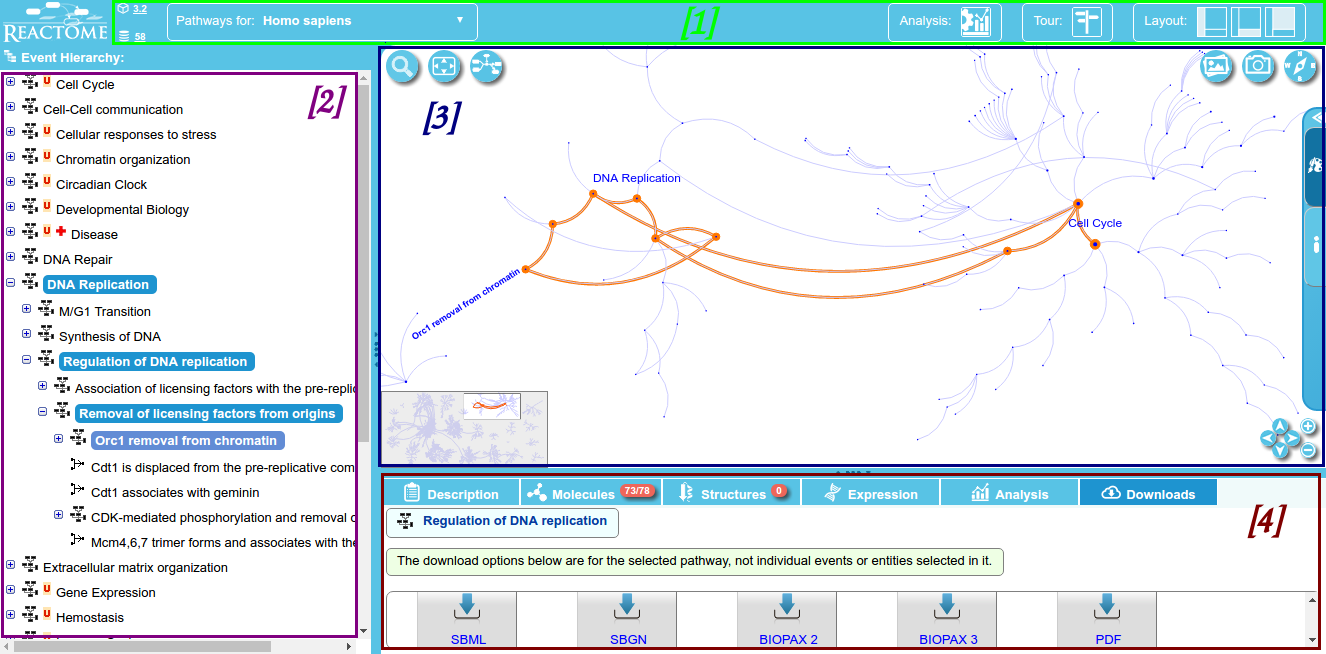 REACTOME
3.2
58
Pathways for: Homo sapiens
[1]
Analysis:
Tour:
Layout:
Event Hierarchy:
[2]
U Cell Cycle
Cell-Cell communication
U Cellular responses to stress
U Chromatin organization
U Circadian Clock
U Developmental Biology
U Disease
DNA Repair
DNA Replication
M/G1 Transition
Synthesis of DNA
Regulation of DNA replication
Association of licensing factors with the pre-replic
Removal of licensing factors from origins
Orc1 removal from chromatin
Cdt1 is displaced from the pre-replicative com
Cdt1 associates with geminin
CDK-mediated phosphorylation and removal o
Mcm4,6,7 trimer forms and associates with the
Extracellular matrix organization
U Gene Expression
U Hemostasis
[3]
DNA Replication
Cell Cycle
Orc1 removal from chromatin
Description
Molecules 73/78
Structures 0
Expression
Analysis
Downloads
[4]
Regulation of DNA replication
The download options below are for the selected pathway, not individual events or entities selected in it.
SBML
SBGN
BIOPAX 2
BIOPAX 3
PDF